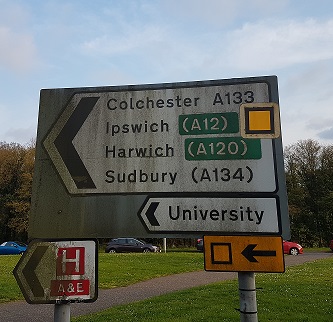 Colchester A133
Ipswich (A12)
Harwich (A120)
Sudbury (A134)
University
H
A&E